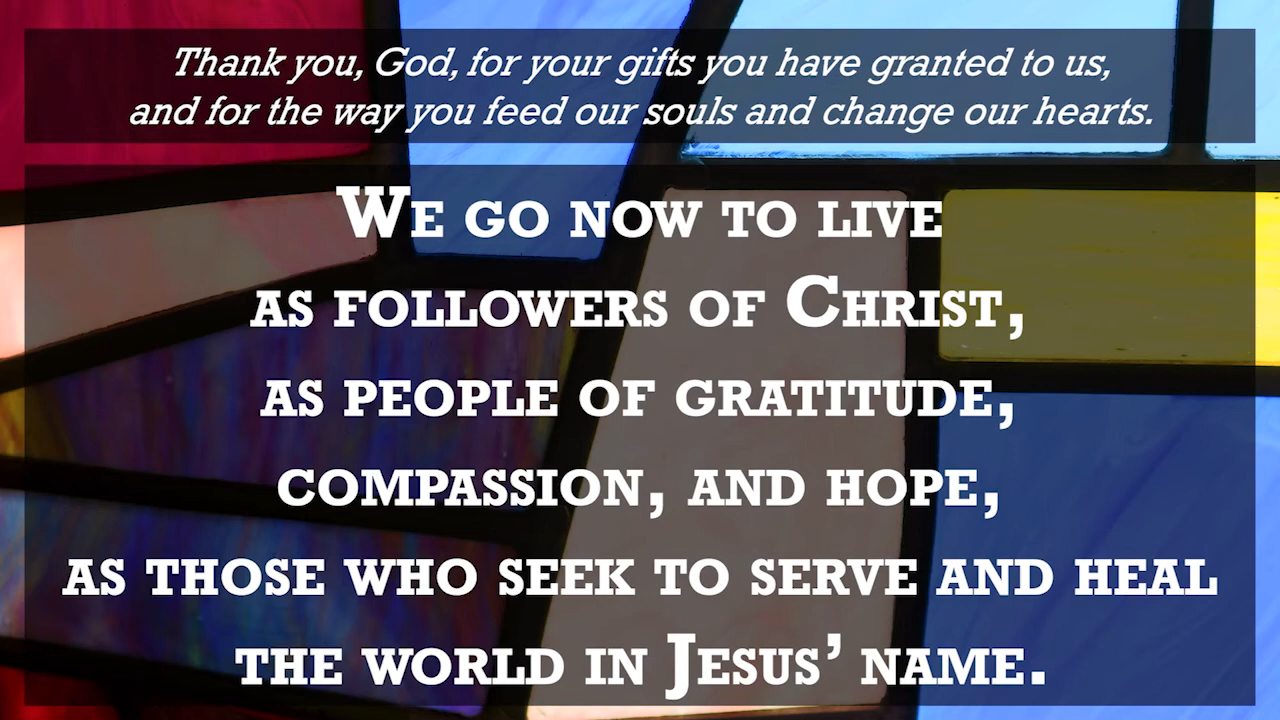 Thank you, God, for your gifts you have granted to us,
and for the way you feed our souls and change our hearts.
We go now to live
as followers of Christ,
as people of gratitude,
compassion, and hope,
as those who seek to serve and heal
the world in Jesus’ name.